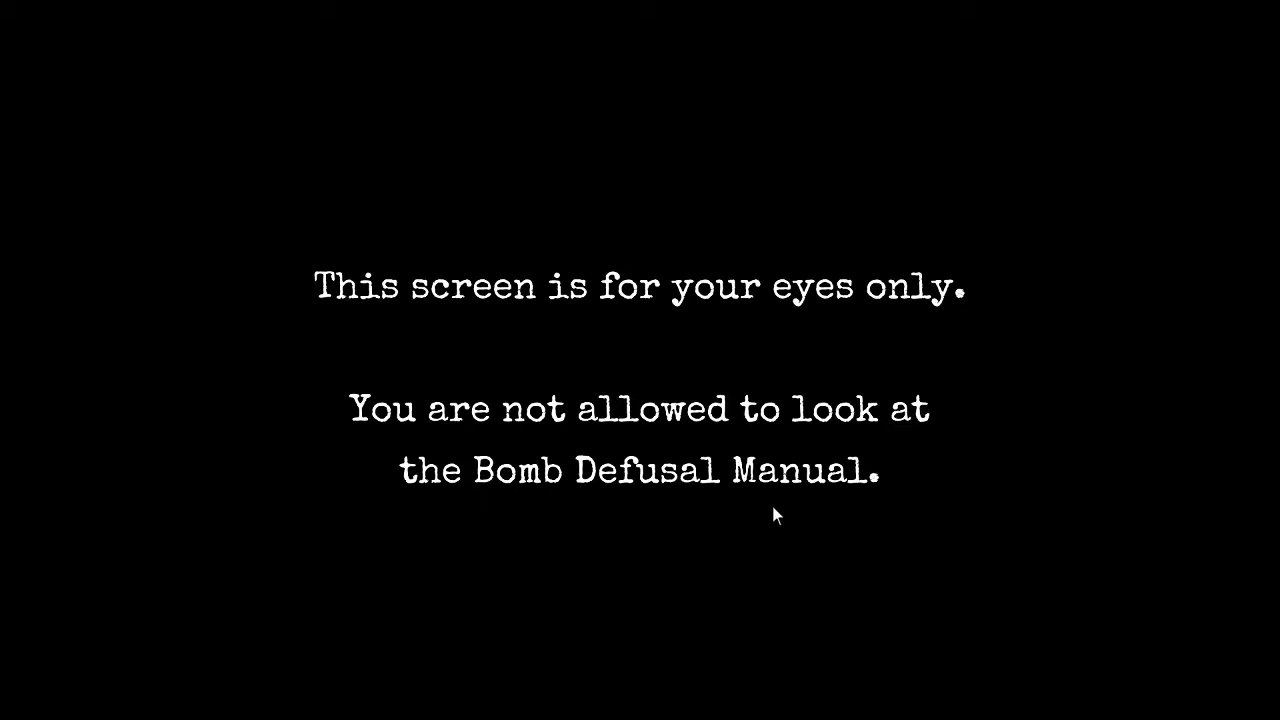 This screen is for your eyes only.
You are not allowed to look at
the Bomb Defusal Manual.